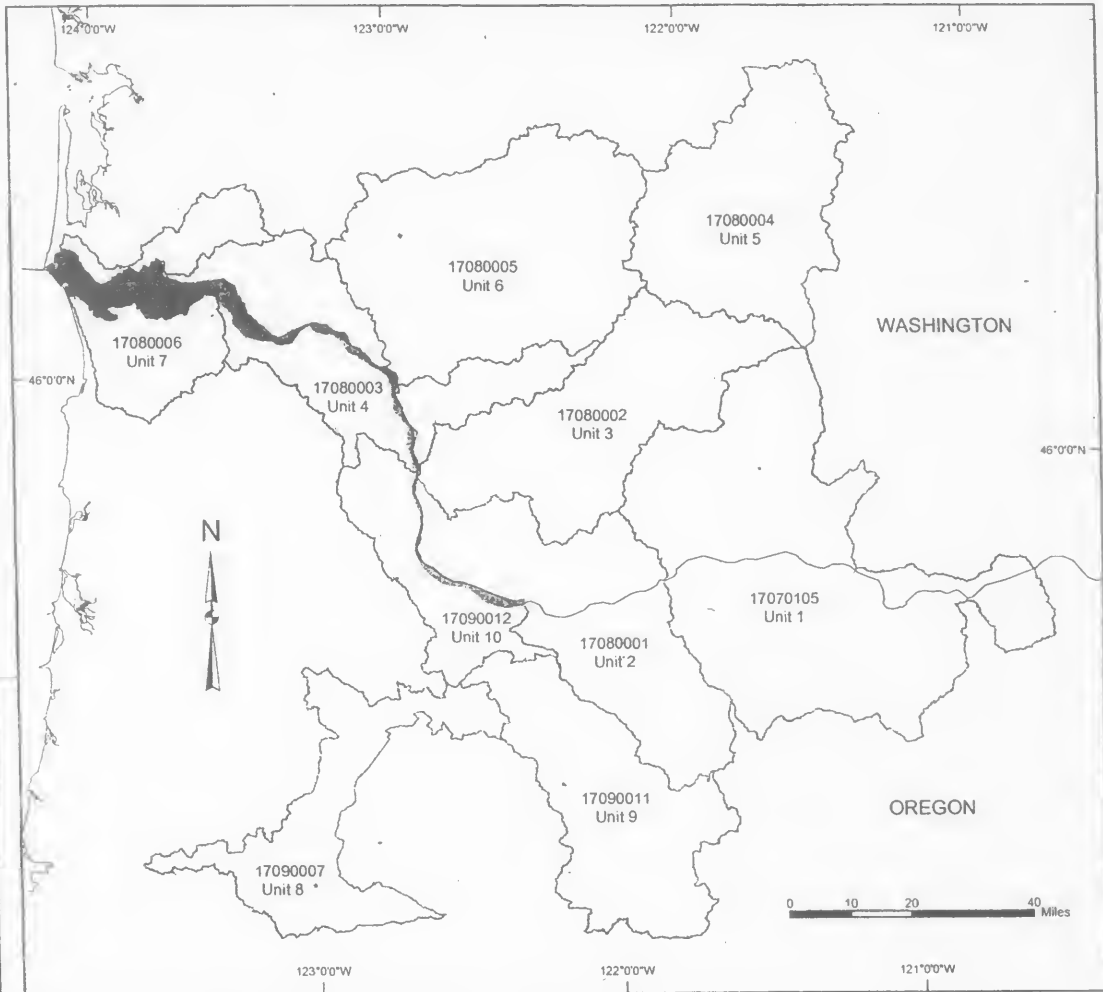 124°0'0"W
123°0'0"W
122°0'0"W
121°0'0"W
17080004
Unit 5
17080005
Unit 6
WASHINGTON
17080006
Unit 7
46°0'0"N
17080003
Unit 4
17080002
Unit 3
46°0'0"N
N
17070105
Unit 1
17090012
Unit 10
17080001
Unit 2
17090011
Unit 9
OREGON
17090007
Unit 8
0 10 20 40
Miles
123°0'0"W
122°0'0"W
121°0'0"W